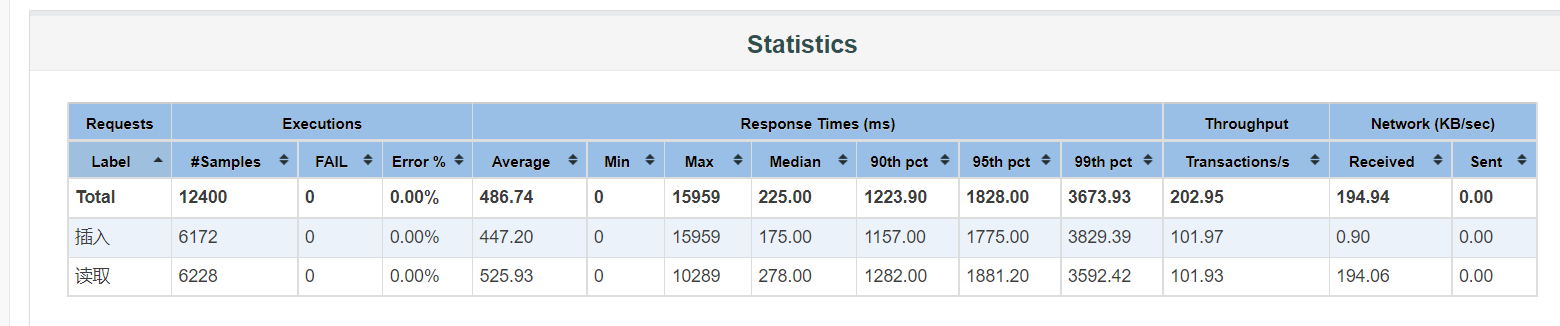 Statistics
Requests Executions Response Times (ms) Throughput Network (KB/sec)
Label #Samples FAIL Error % Average Min Max Median 90th pct 95th pct 99th pct Transactions/s Received Sent
Total 12400 0 0.00% 486.74 0 15959 225.00 1223.90 1828.00 3673.93 202.95 194.94 0.00
插入 6172 0 0.00% 447.20 0 15959 175.00 1157.00 1775.00 3829.39 101.97 0.90 0.00
读取 6228 0 0.00% 525.93 0 10289 278.00 1282.00 1881.20 3592.42 101.93 194.06 0.00